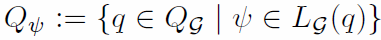 Q_ψ := {q ∈ Q_𝒢 | ψ ∈ L_𝒢(q)}